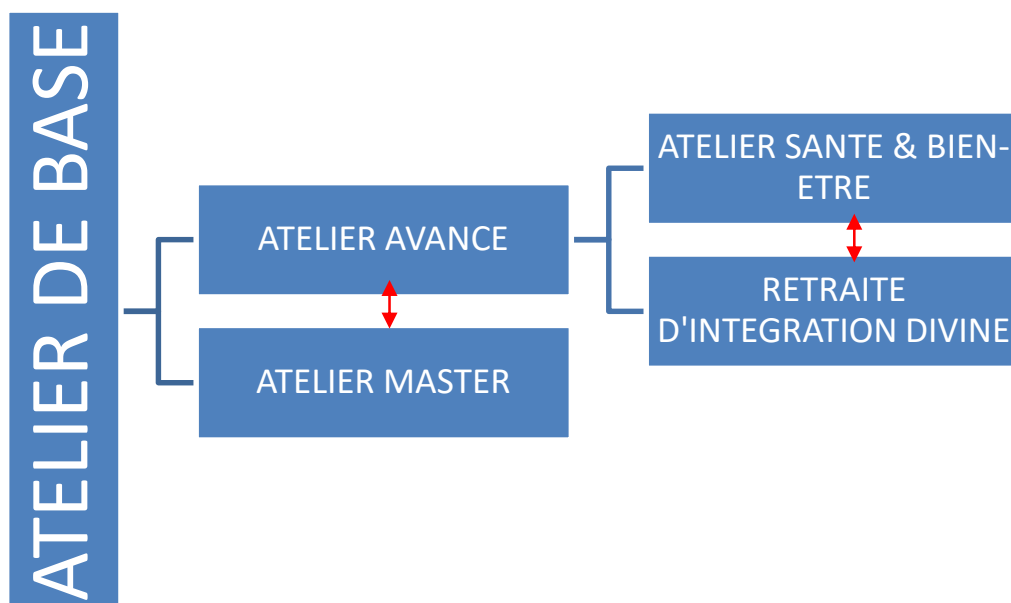 ATELIER DE BASE
ATELIER AVANCE
ATELIER MASTER
ATELIER SANTE & BIEN-
ETRE
RETRAITE
D'INTEGRATION DIVINE